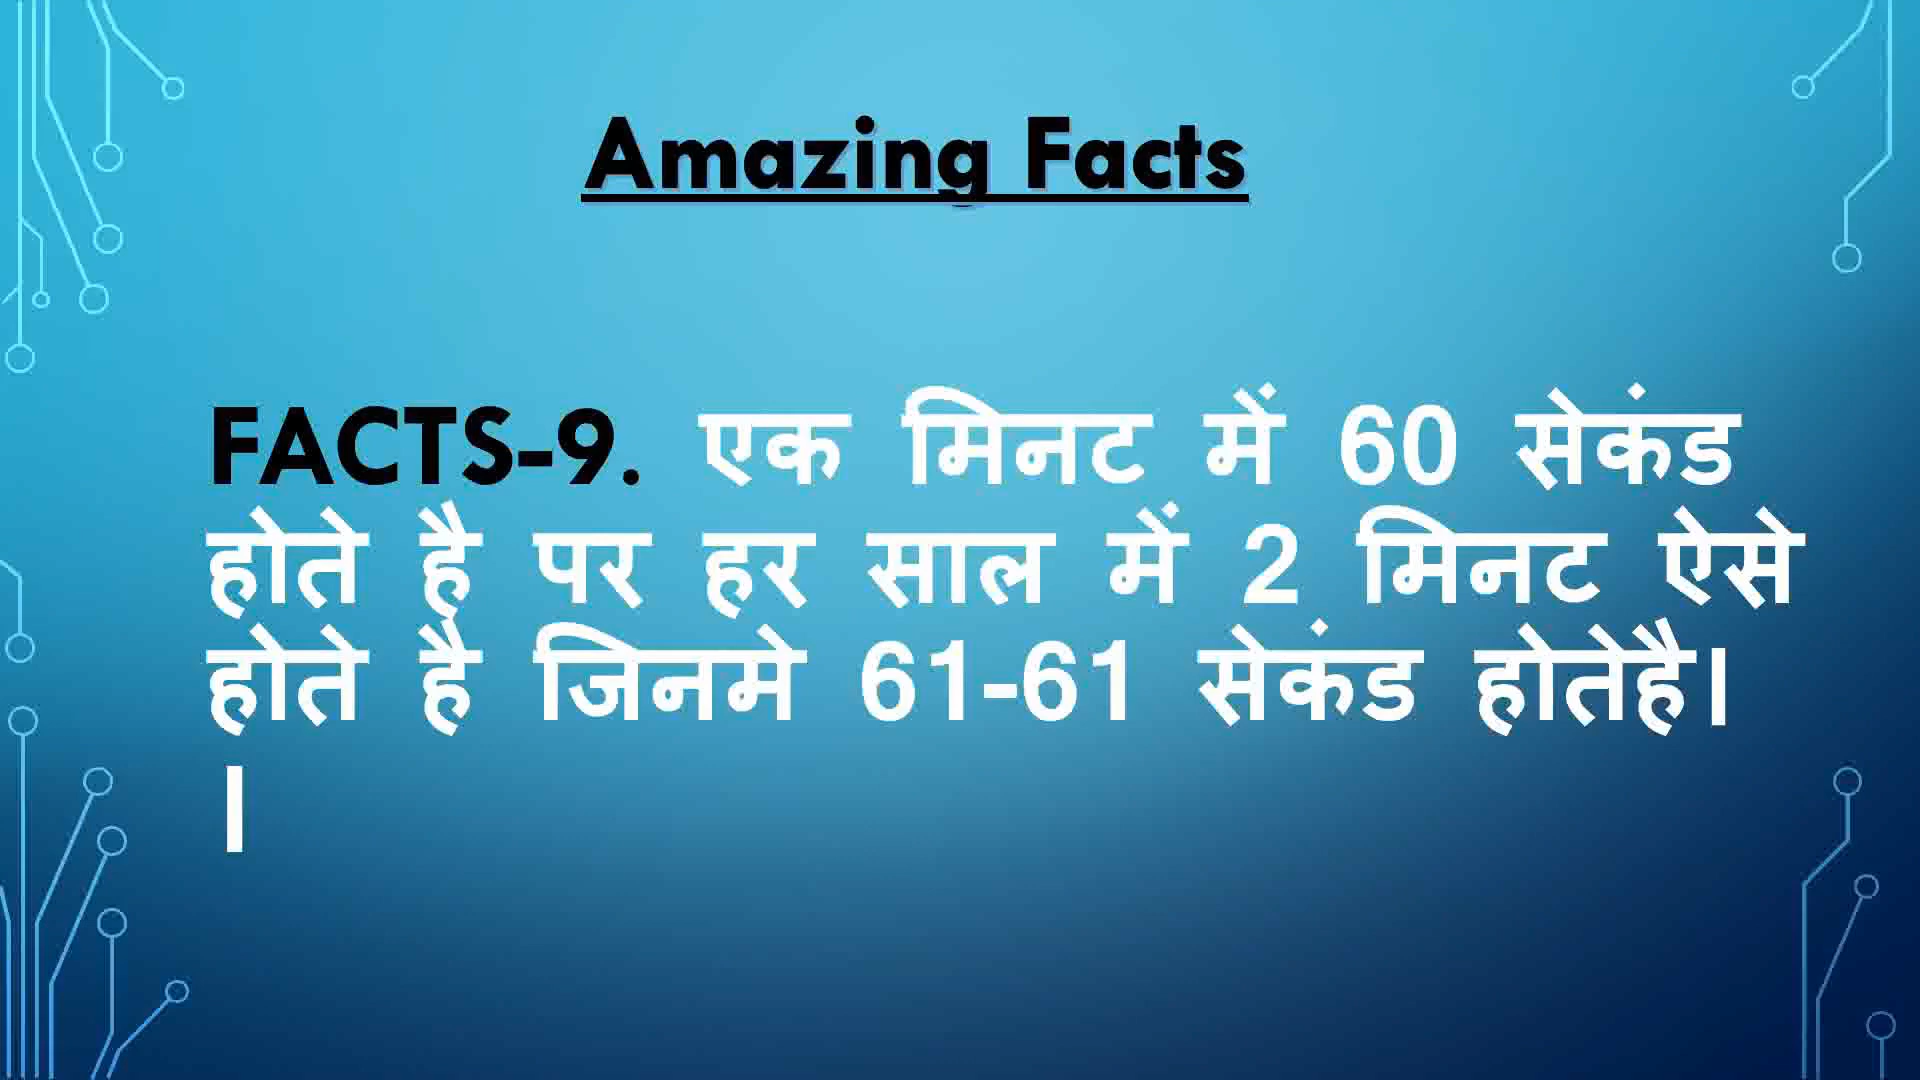 Amazing Facts
FACTS-9. एक मिनट में 60 सेकंड
होते है पर हर साल में 2 मिनट ऐसे
होते है जिनमे 61-61 सेकंड होतेहै।
।